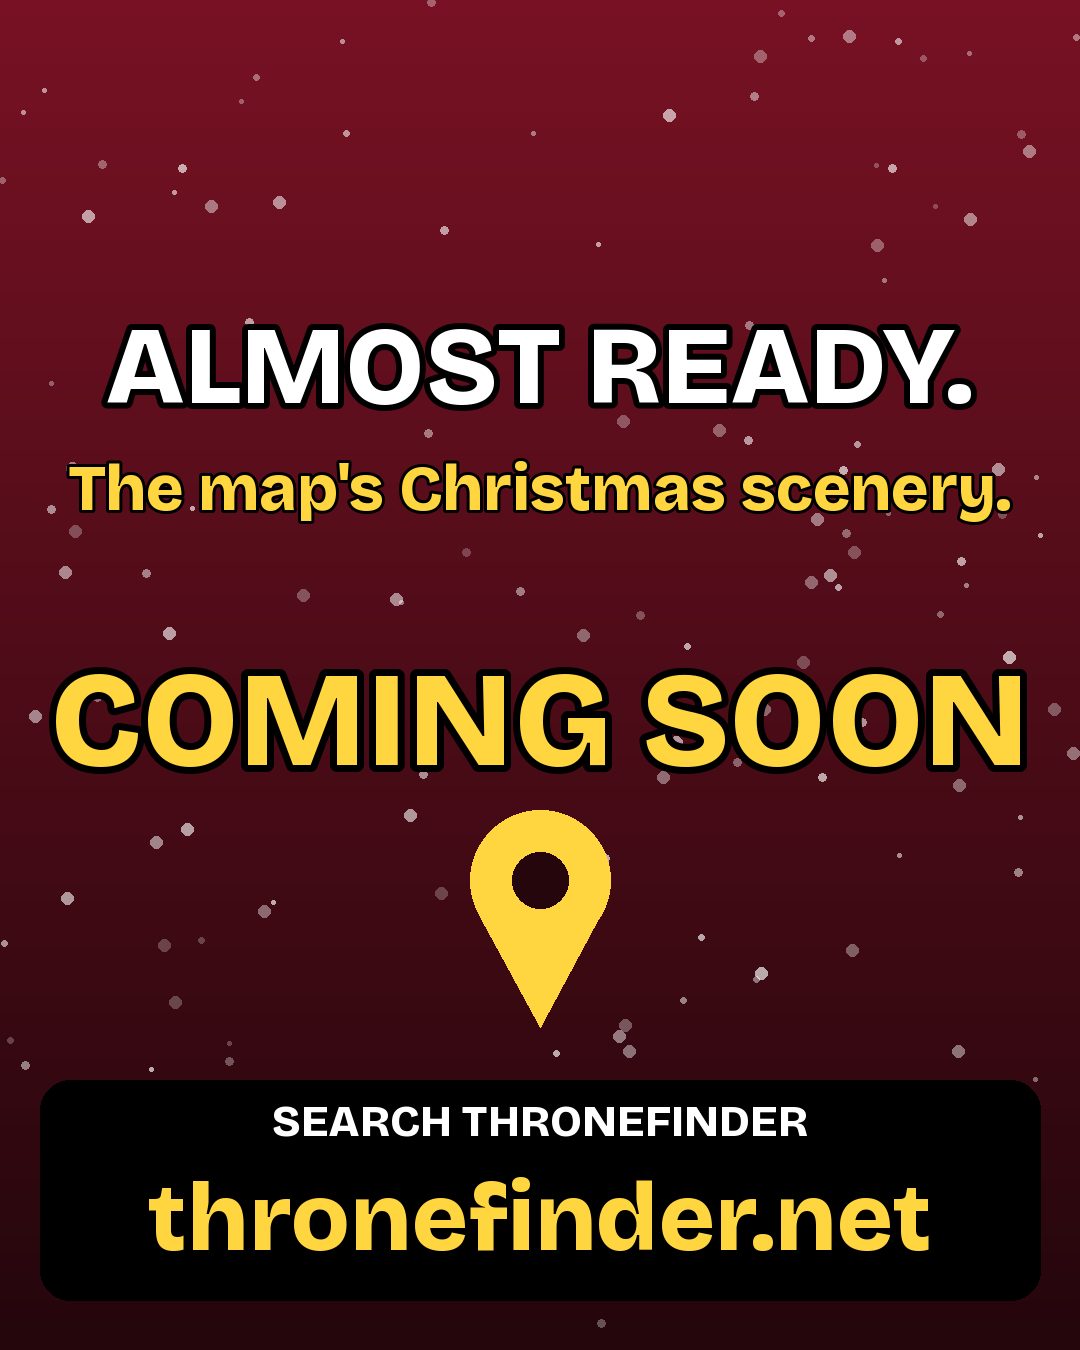 ALMOST READY.
The map's Christmas scenery.
COMING SOON
SEARCH THRONEFINDER
thronefinder.net